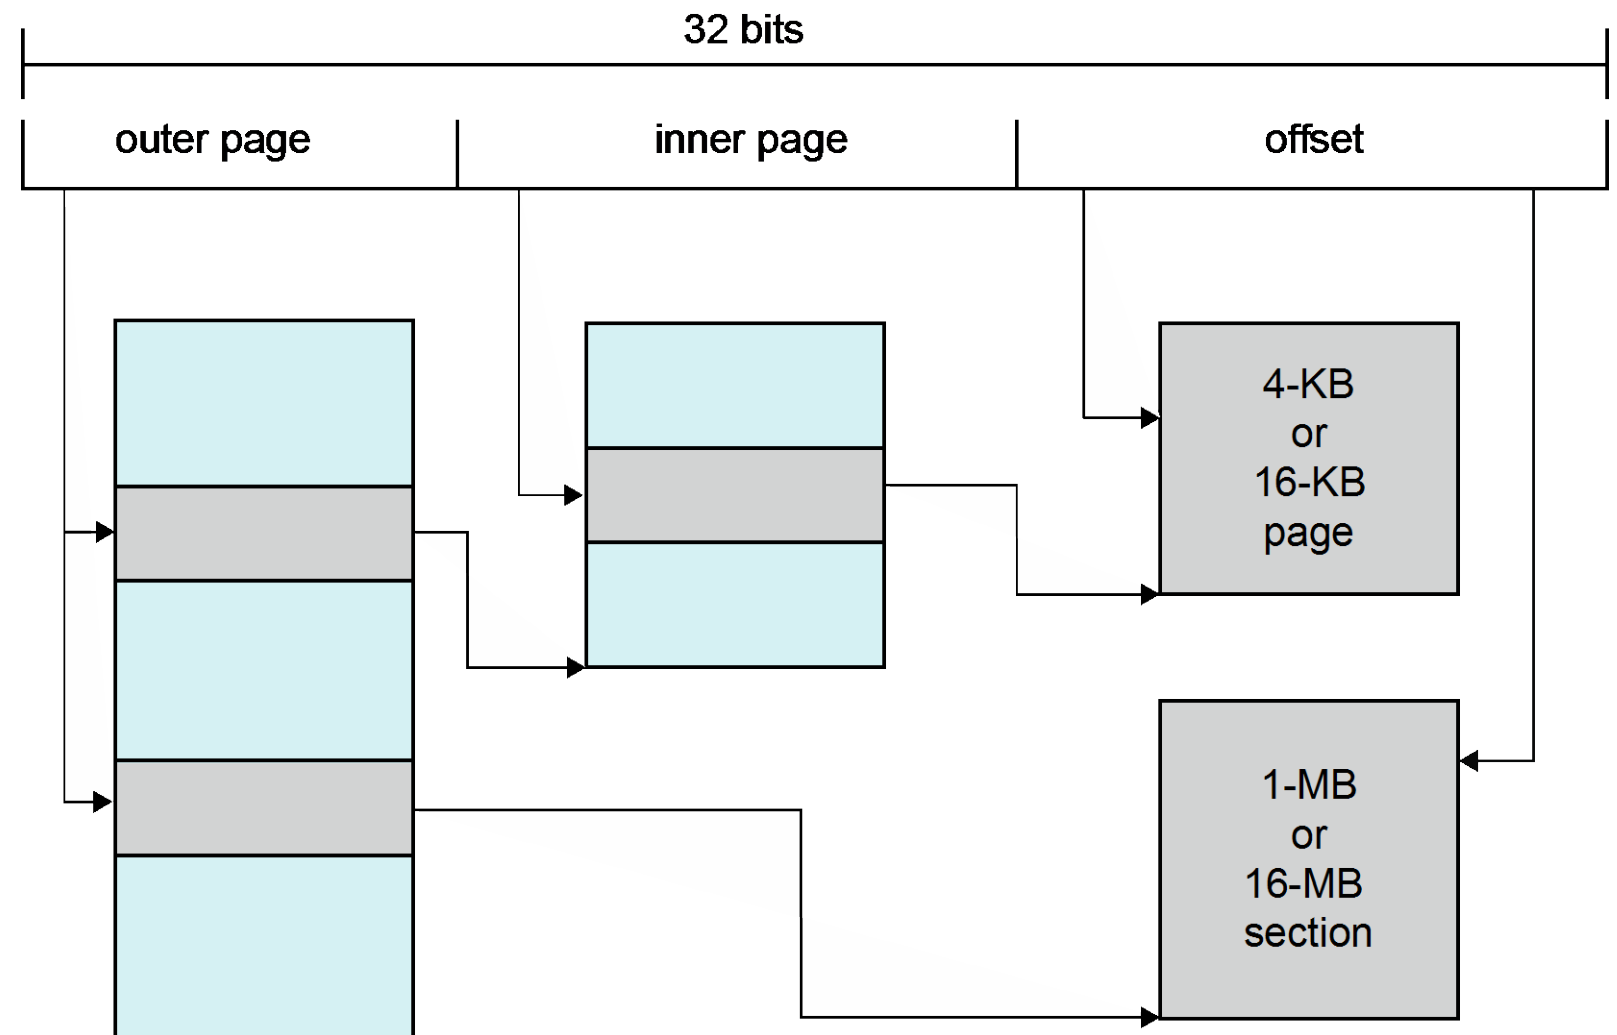 32 bits
outer page
inner page
offset
4-KB
or
16-KB
page
1-MB
or
16-MB
section